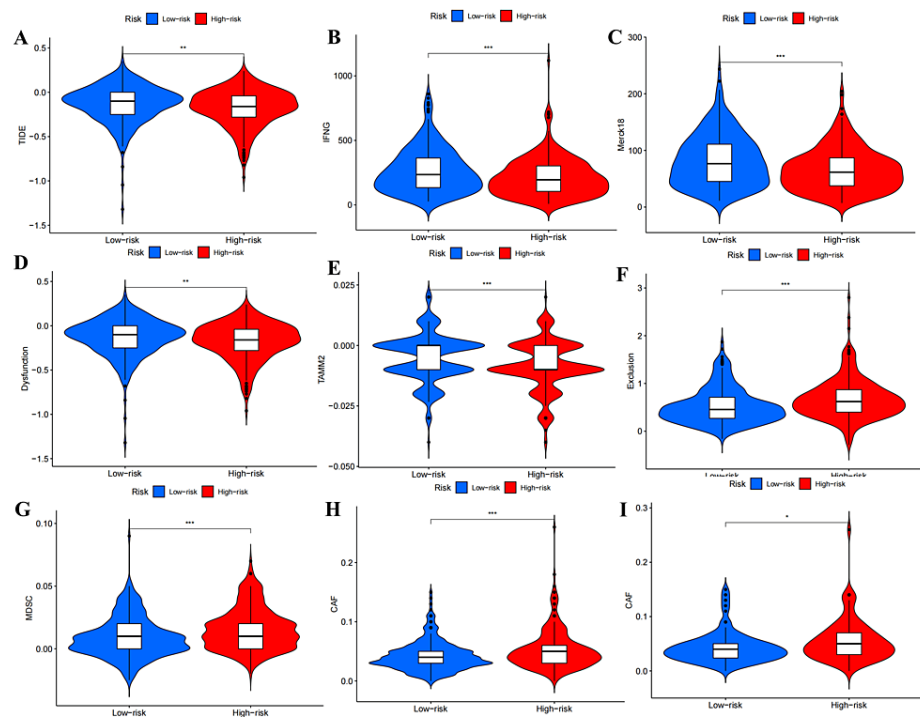 Risk Low-risk High-risk
A
TIDE
0.5
0.0
-0.5
-1.0
-1.5
**
Low-risk High-risk
Risk Low-risk High-risk
B
IFNG
1000
500
0
***
Low-risk High-risk
Risk Low-risk High-risk
C
Merck18
300
200
100
0
***
Low-risk High-risk
Risk Low-risk High-risk
D
Dysfunction
0.5
0.0
-0.5
-1.0
-1.5
**
Low-risk High-risk
Risk Low-risk High-risk
E
TAMM2
0.025
0.000
-0.025
-0.050
***
Low-risk High-risk
Risk Low-risk High-risk
F
Exclusion
3
2
1
0
***
Low-risk High-risk
Risk Low-risk High-risk
G
MDSC
0.10
0.05
0.00
***
Low-risk High-risk
Risk Low-risk High-risk
H
CAF
0.2
0.1
0.0
***
Low-risk High-risk
Risk Low-risk High-risk
I
CAF
0.2
0.1
0.0
*
Low-risk High-risk